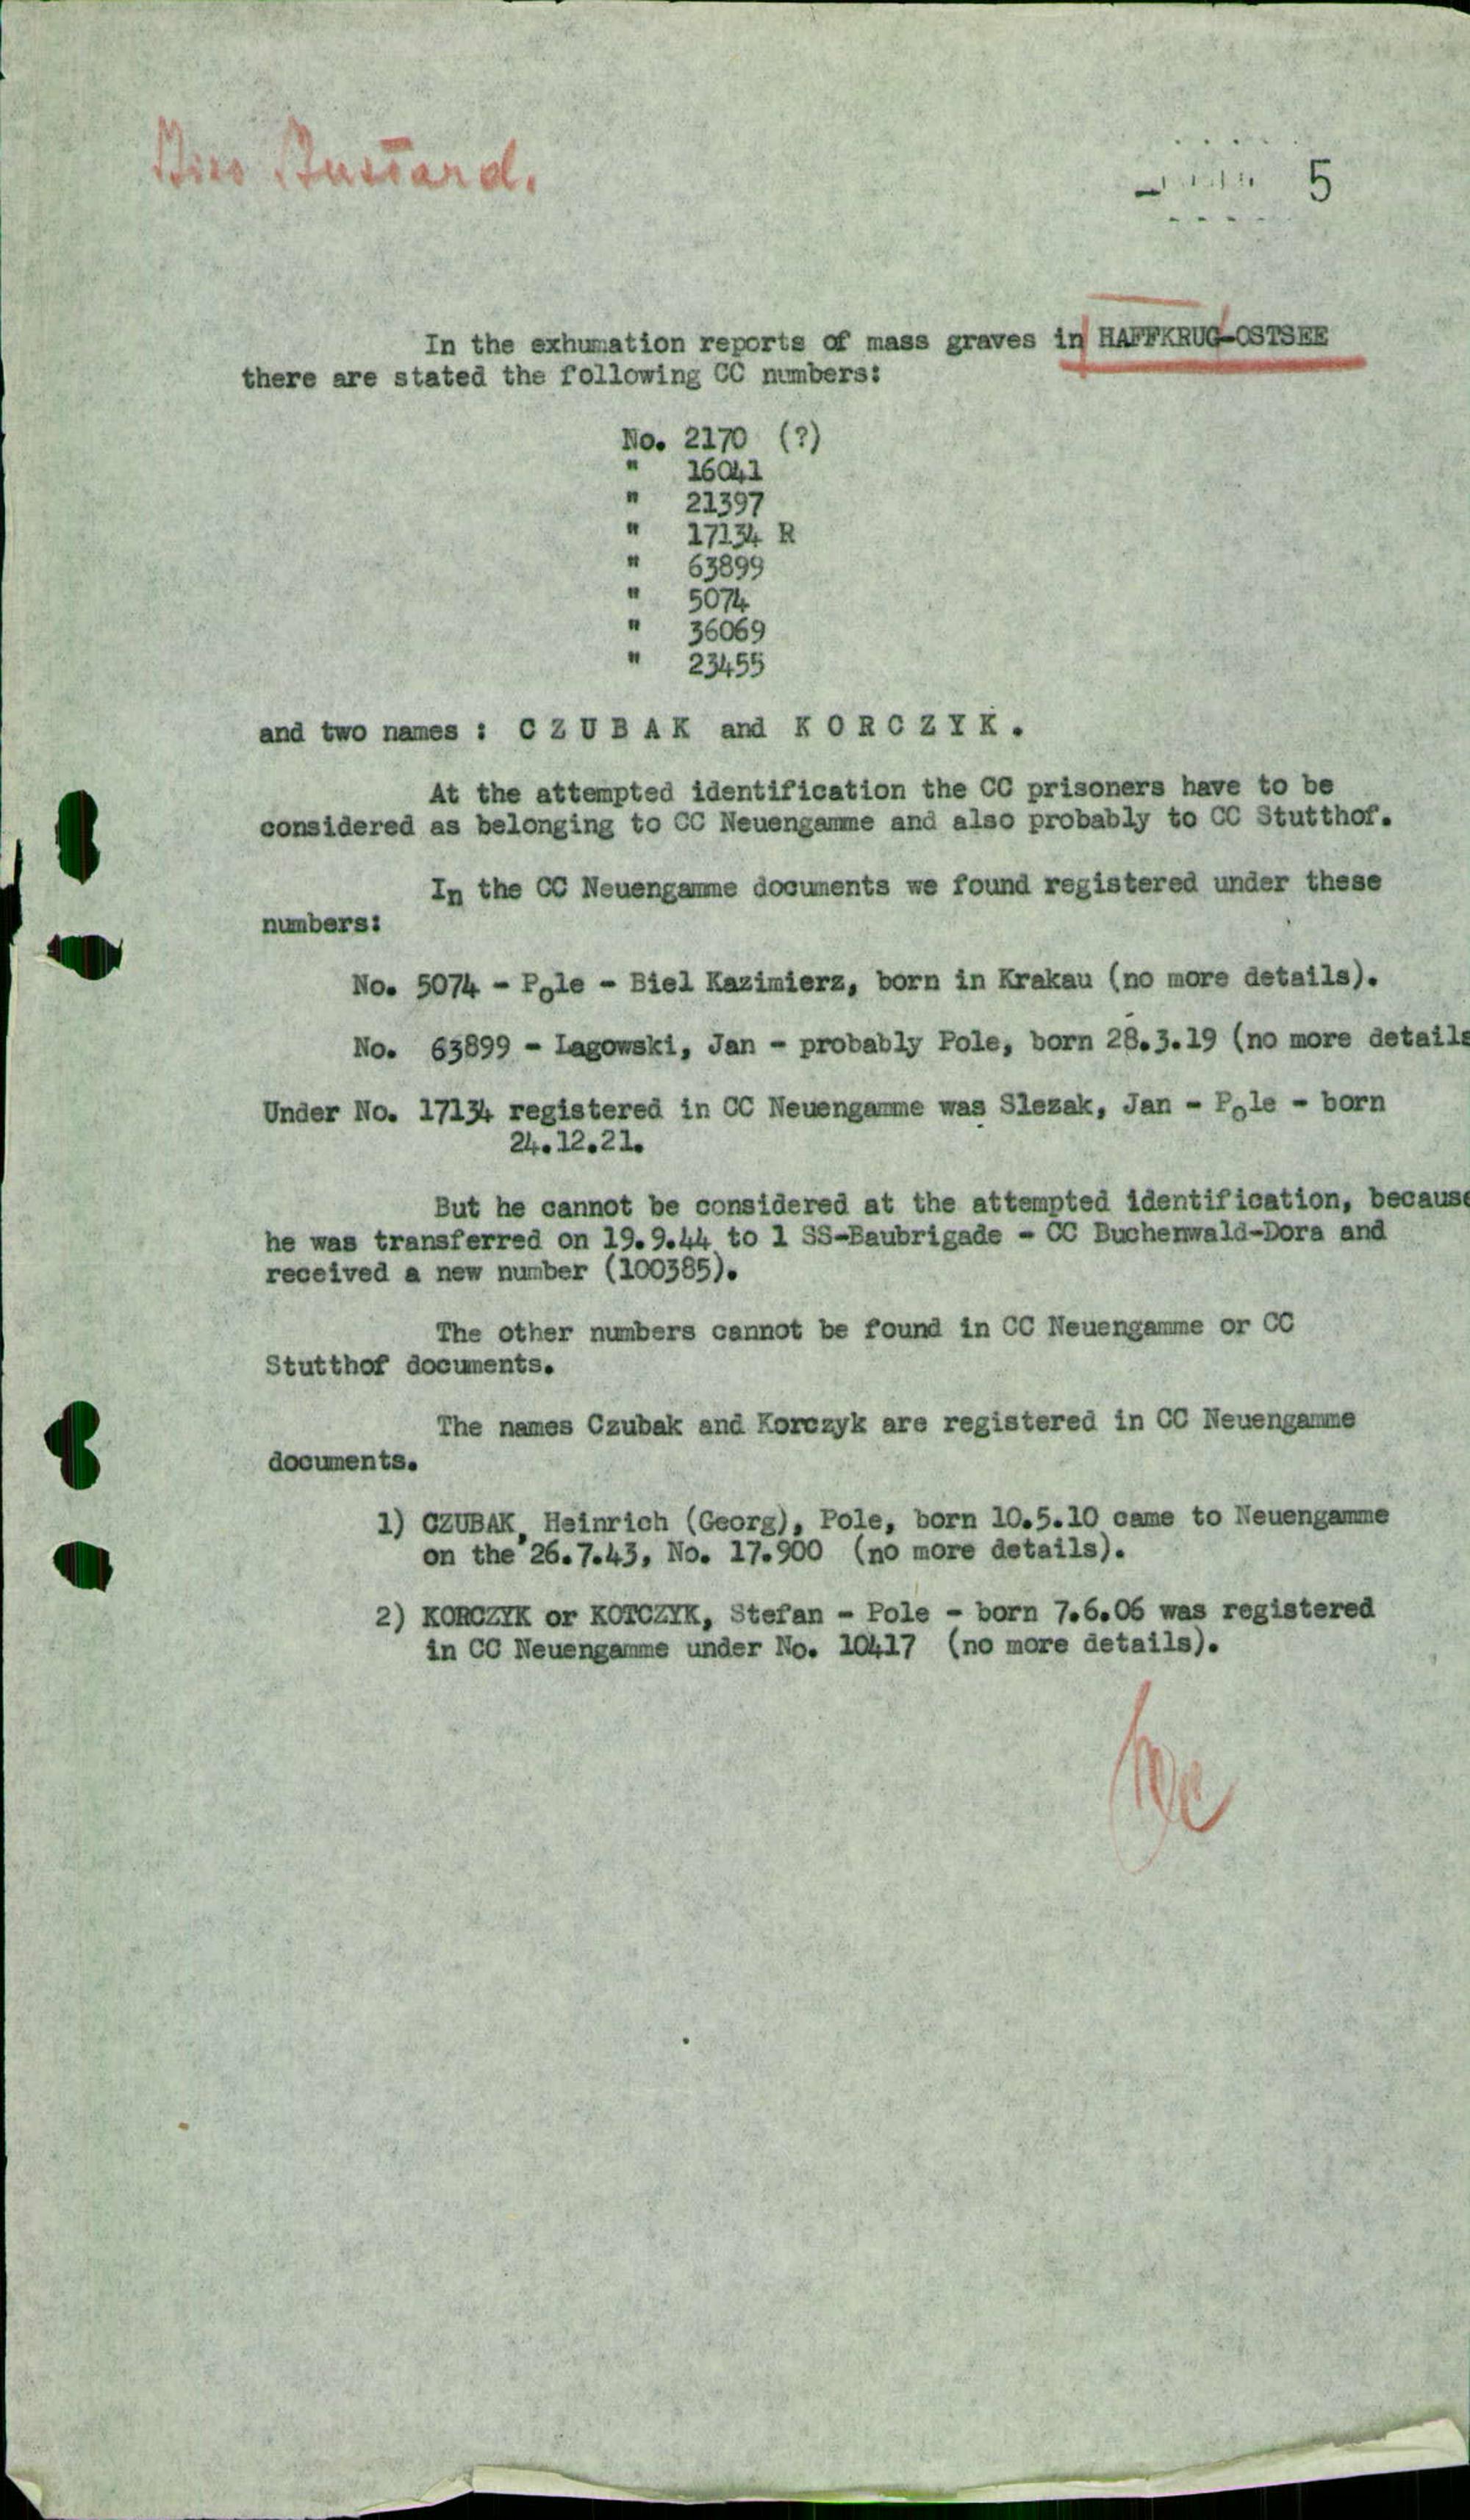 5
In the exhumation reports of mass graves in HAFFKRUG-OSTSEE
there are stated the following CC numbers:
No. 2170 (?)
" 16041
" 21397
" 17134 R
" 63899
" 5074
" 36069
" 23455
and two names : C Z U B A K and K O R C Z Y K .
At the attempted identification the CC prisoners have to be
considered as belonging to CC Neuengamme and also probably to CC Stutthof.
In the CC Neuengamme documents we found registered under these
numbers:
No. 5074 - Pole - Biel Kazimierz, born in Krakau (no more details).
No. 63899 - Lagowski, Jan - probably Pole, born 28.3.19 (no more details
Under No. 17134 registered in CC Neuengamme was Slezak, Jan - Pole - born
24.12.21.
But he cannot be considered at the attempted identification, because
he was transferred on 19.9.44 to 1 SS-Baubrigade - CC Buchenwald-Dora and
received a new number (100385).
The other numbers cannot be found in CC Neuengamme or CC
Stutthof documents.
The names Czubak and Korczyk are registered in CC Neuengamme
documents.
1) CZUBAK, Heinrich (Georg), Pole, born 10.5.10 came to Neuengamme
on the 26.7.43, No. 17.900 (no more details).
2) KORCZYK or KOTCZYK, Stefan - Pole - born 7.6.06 was registered
in CC Neuengamme under No. 10417 (no more details).